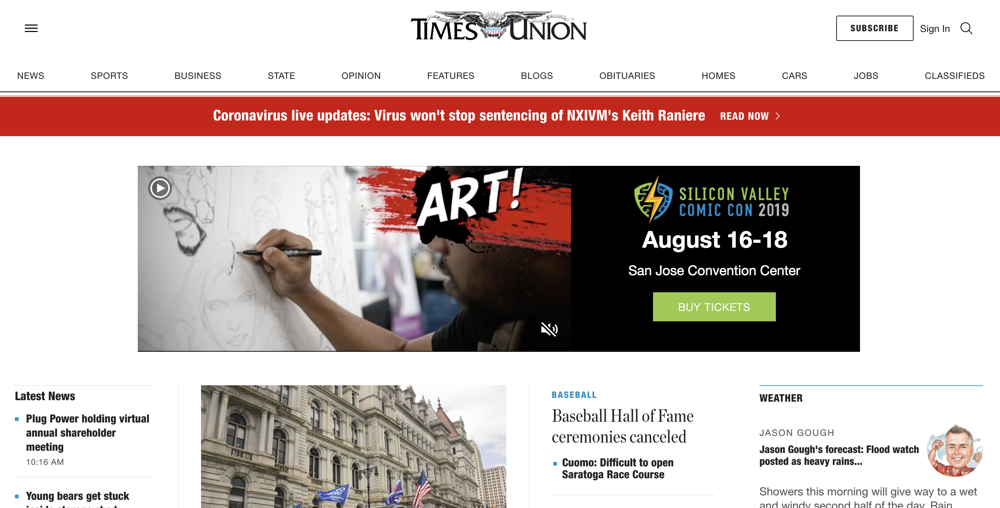 TIMES UNION
SUBSCRIBE
Sign In
NEWS
SPORTS
BUSINESS
STATE
OPINION
FEATURES
BLOGS
OBITUARIES
HOMES
CARS
JOBS
CLASSIFIEDS
Coronavirus live updates: Virus won't stop sentencing of NXIVM's Keith Raniere READ NOW
ART!
SILICON VALLEY
COMIC CON 2019
August 16-18
San Jose Convention Center
BUY TICKETS
Latest News
Plug Power holding virtual
annual shareholder
meeting
10:16 AM
Young bears get stuck
inside storage shed
BASEBALL
Baseball Hall of Fame
ceremonies canceled
Cuomo: Difficult to open
Saratoga Race Course
WEATHER
JASON GOUGH
Jason Gough's forecast: Flood watch
posted as heavy rains...
Showers this morning will give way to a wet
and windy second half of the day. Rain